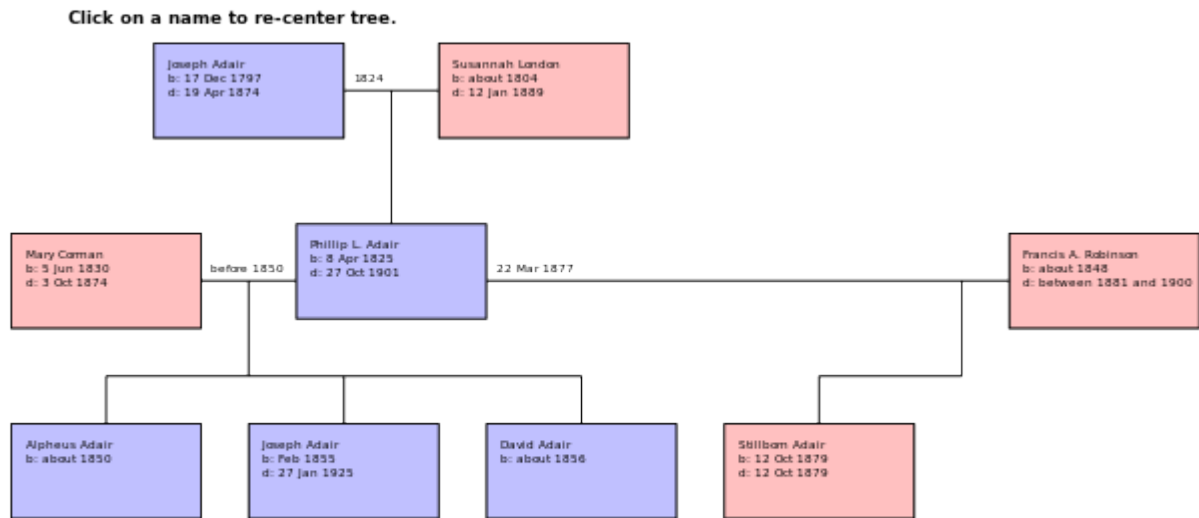 Click on a name to re-center tree.
Joseph Adair
b: 17 Dec 1797
d: 19 Apr 1874
1824
Susannah London
b: about 1804
d: 12 Jan 1889
Mary Corman
b: 5 Jun 1830
d: 3 Oct 1874
before 1850
Phillip L. Adair
b: 8 Apr 1825
d: 27 Oct 1901
22 Mar 1877
Francis A. Robinson
b: about 1848
d: between 1881 and 1900
Alpheus Adair
b: about 1850
Joseph Adair
b: Feb 1855
d: 27 Jan 1925
David Adair
b: about 1856
Stillborn Adair
b: 12 Oct 1879
d: 12 Oct 1879